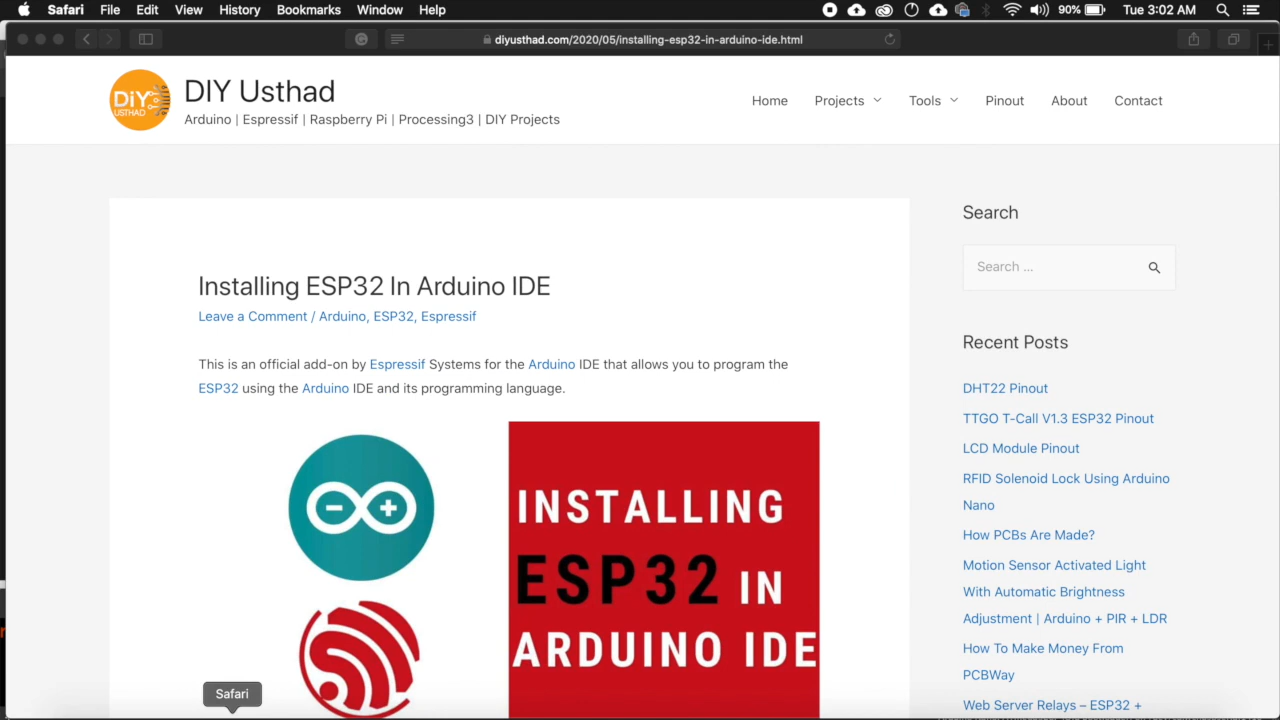 Safari File Edit View History Bookmarks Window Help 90% Tue 3:02 AM
diyusthad.com/2020/05/installing-esp32-in-arduino-ide.html
DIY USTHAD
DIY Usthad
Arduino | Espressif | Raspberry Pi | Processing3 | DIY Projects
Home Projects Tools Pinout About Contact
Installing ESP32 In Arduino IDE
Leave a Comment / Arduino, ESP32, Espressif
This is an official add-on by Espressif Systems for the Arduino IDE that allows you to program the
ESP32 using the Arduino IDE and its programming language.
INSTALLING
ESP32 IN
ARDUINO IDE
Search
Search ...
Recent Posts
DHT22 Pinout
TTGO T-Call V1.3 ESP32 Pinout
LCD Module Pinout
RFID Solenoid Lock Using Arduino
Nano
How PCBs Are Made?
Motion Sensor Activated Light
With Automatic Brightness
Adjustment | Arduino + PIR + LDR
How To Make Money From
PCBWay
Web Server Relays – ESP32 +
Safari